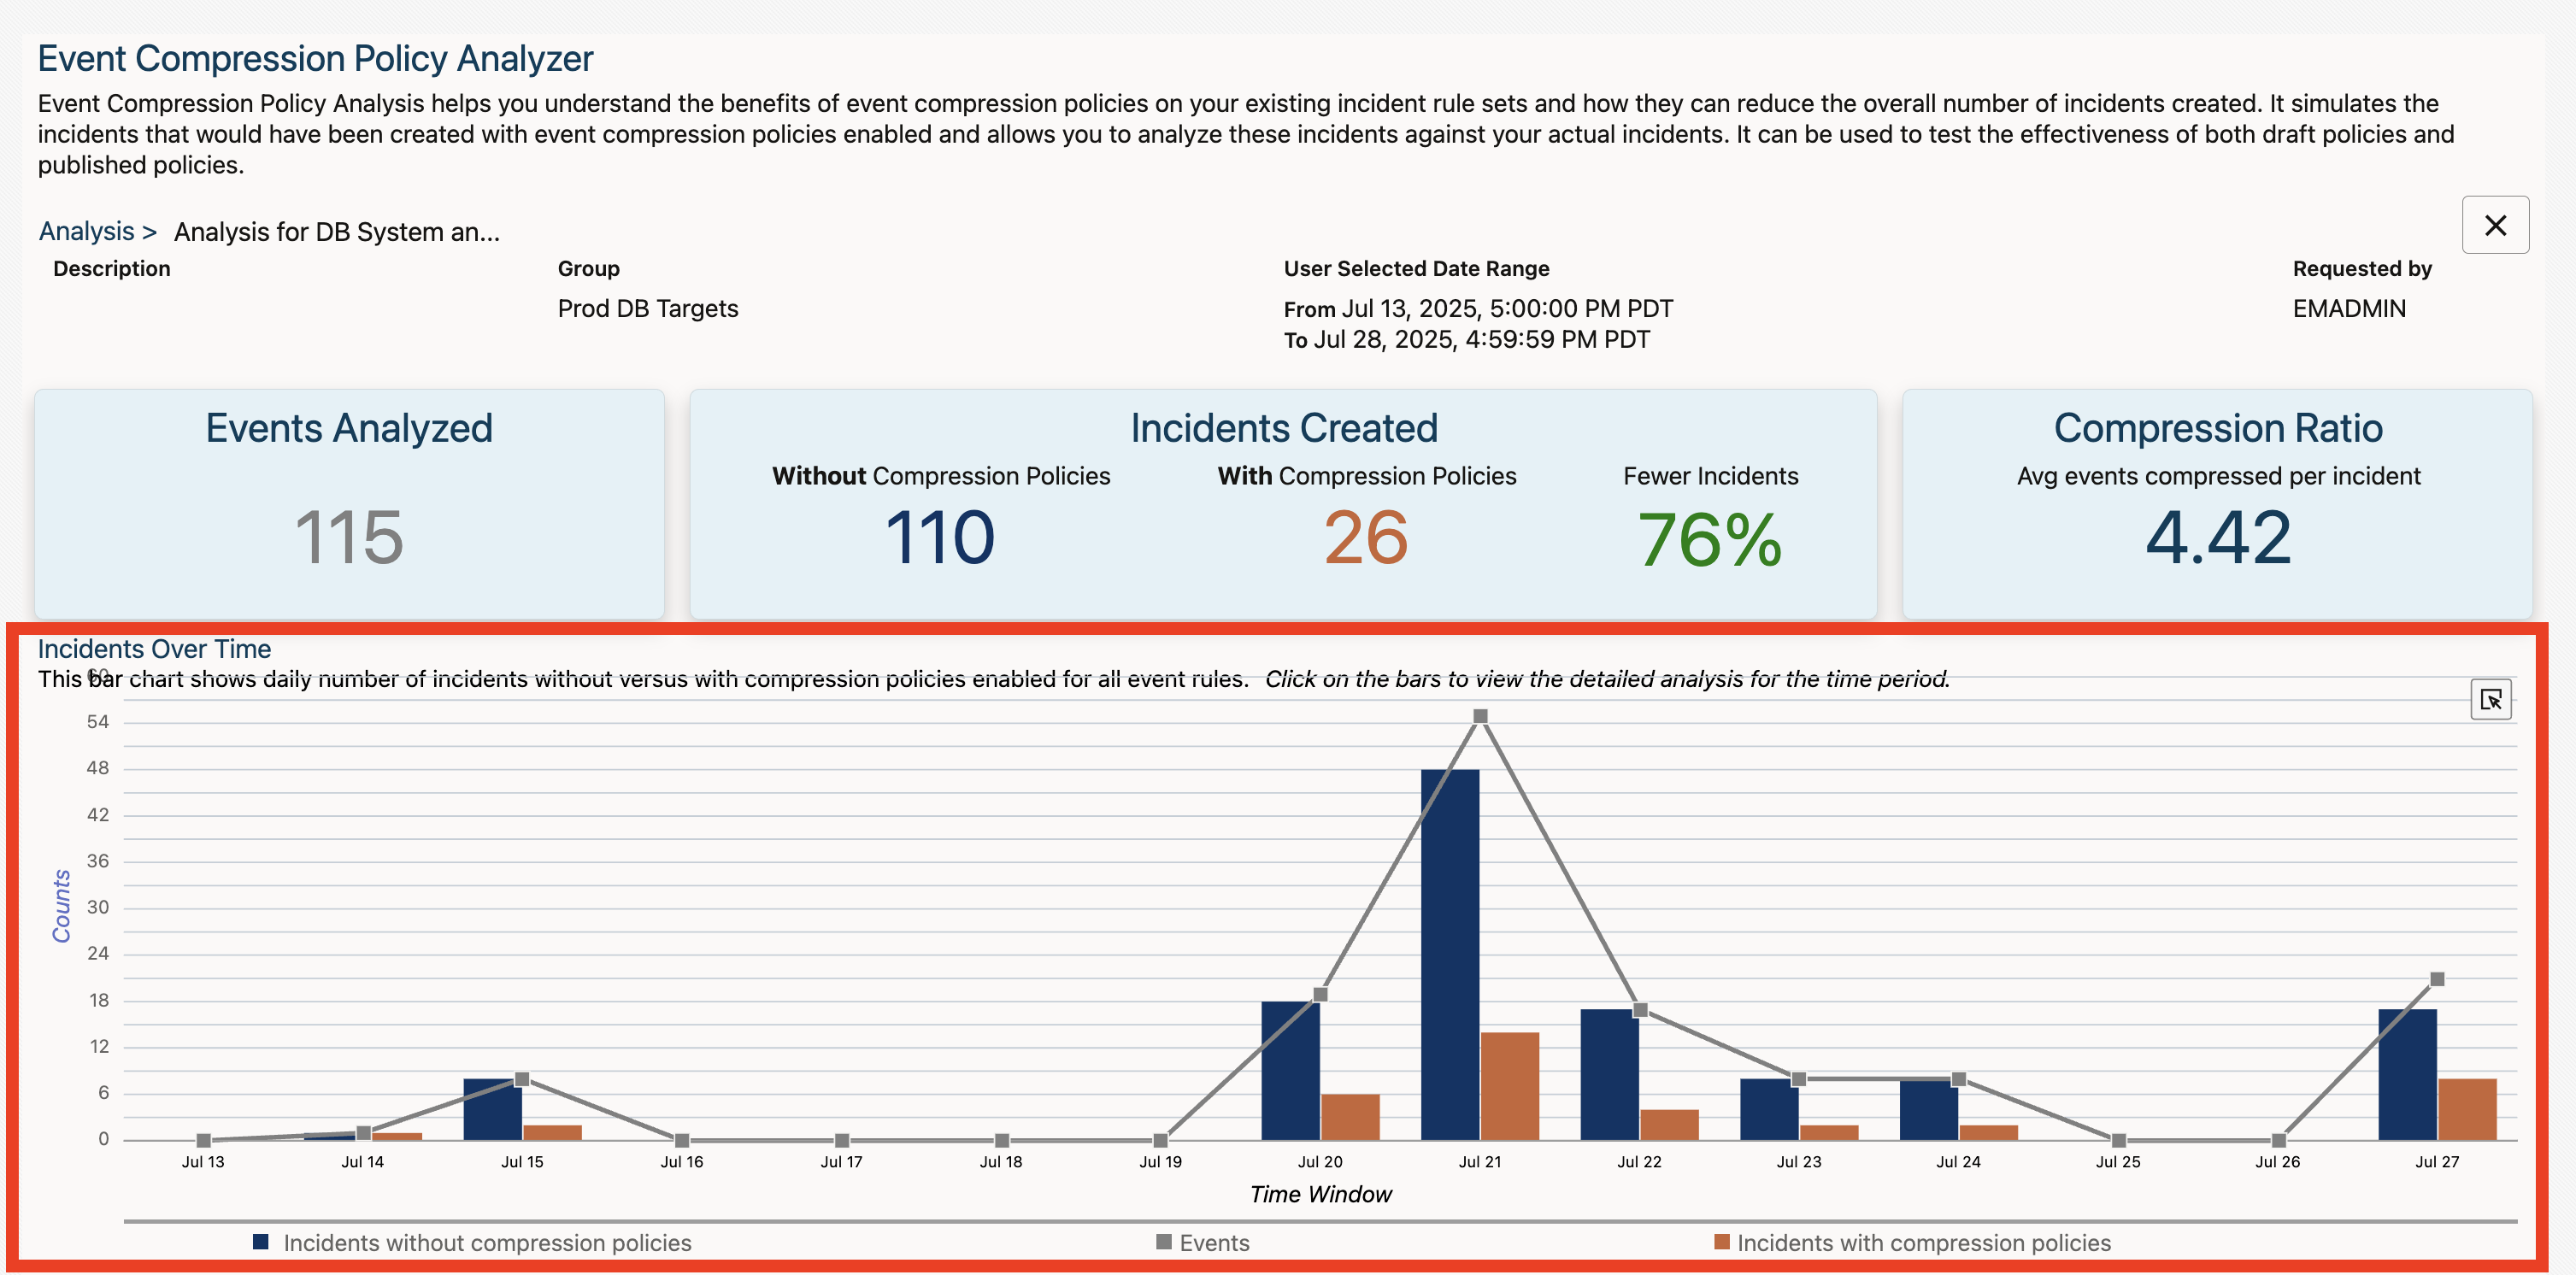 Event Compression Policy Analyzer
Event Compression Policy Analysis helps you understand the benefits of event compression policies on your existing incident rule sets and how they can reduce the overall number of incidents created. It simulates the
incidents that would have been created with event compression policies enabled and allows you to analyze these incidents against your actual incidents. It can be used to test the effectiveness of both draft policies and
published policies.
Analysis > Analysis for DB System an...
Description Group User Selected Date Range Requested by
Prod DB Targets From Jul 13, 2025, 5:00:00 PM PDT EMADMIN
To Jul 28, 2025, 4:59:59 PM PDT
Events Analyzed
115
Incidents Created
Without Compression Policies With Compression Policies Fewer Incidents
110 26 76%
Compression Ratio
Avg events compressed per incident
4.42
Incidents Over Time
This bar chart shows daily number of incidents without versus with compression policies enabled for all event rules. Click on the bars to view the detailed analysis for the time period.
60
54
48
42
36
30
24
18
12
6
0
Counts
Jul 13 Jul 14 Jul 15 Jul 16 Jul 17 Jul 18 Jul 19 Jul 20 Jul 21 Jul 22 Jul 23 Jul 24 Jul 25 Jul 26 Jul 27
Time Window
Incidents without compression policies Events Incidents with compression policies